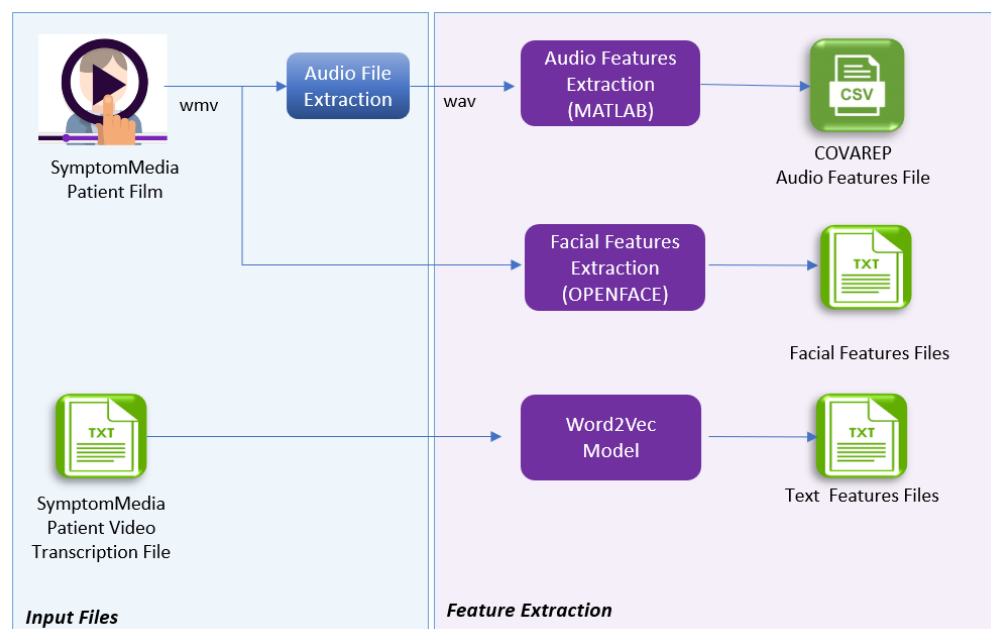 wmv
SymptomMedia
Patient Film
Audio File
Extraction
wav
Audio Features
Extraction
(MATLAB)
CSV
COVAREP
Audio Features File
Facial Features
Extraction
(OPENFACE)
TXT
Facial Features Files
TXT
SymptomMedia
Patient Video
Transcription File
Word2Vec
Model
TXT
Text  Features Files
Input Files
Feature Extraction